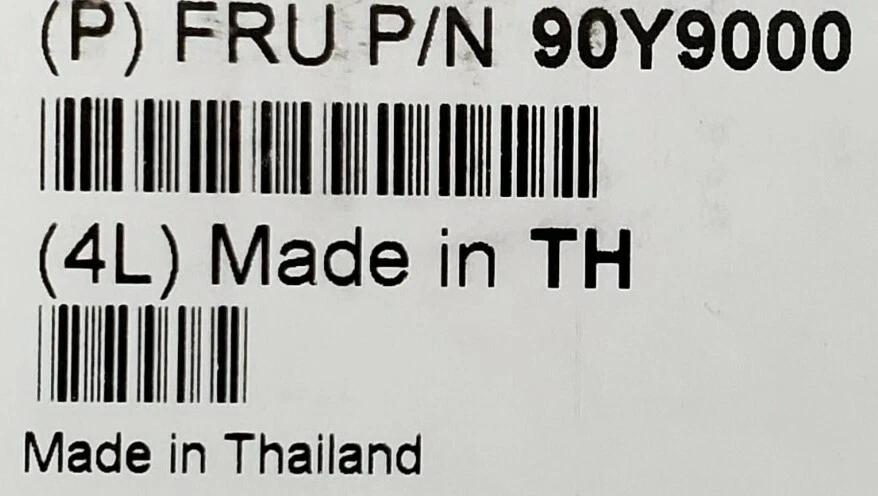 (P) FRU P/N 90Y9000
(4L) Made in TH
Made in Thailand